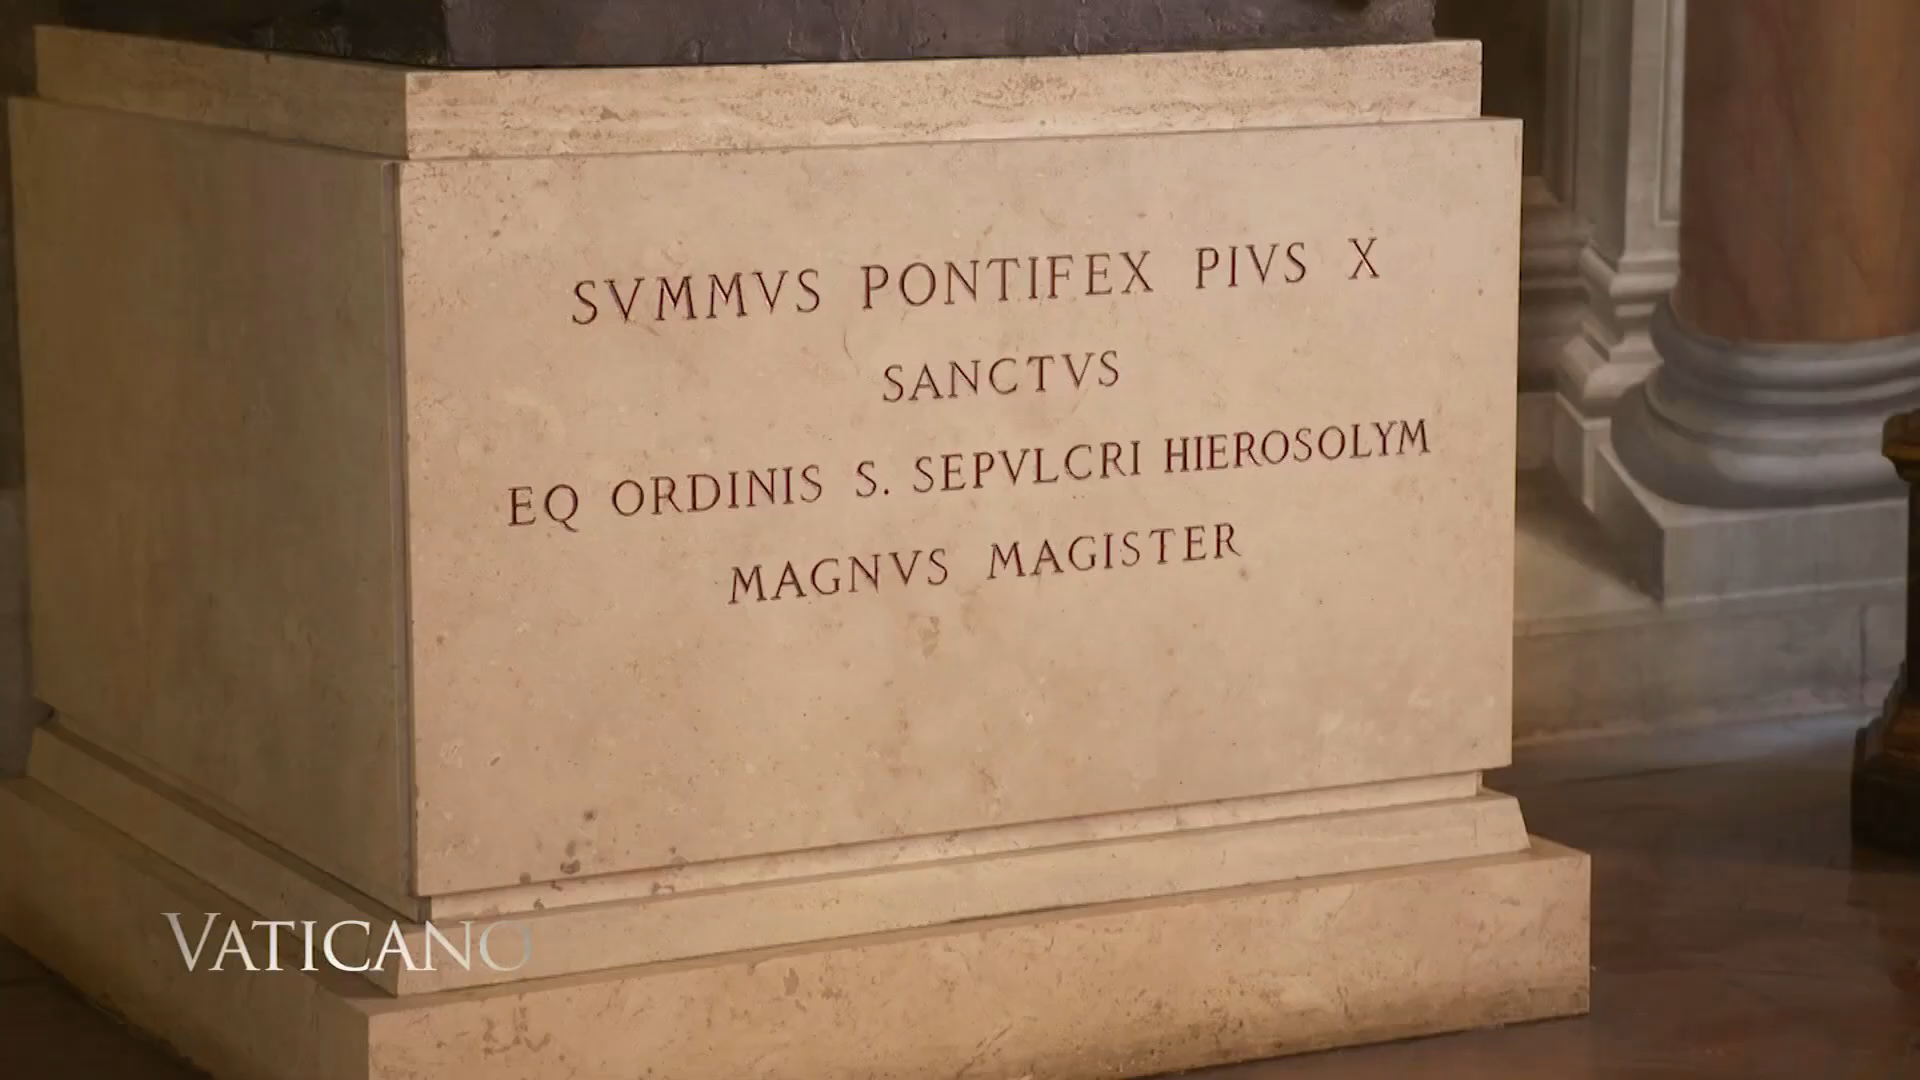 SVMMVS PONTIFEX PIVS X
SANCTVS
EQ ORDINIS S. SEPVLCRI HIEROSOLYM
MAGNVS MAGISTER
VATICANO